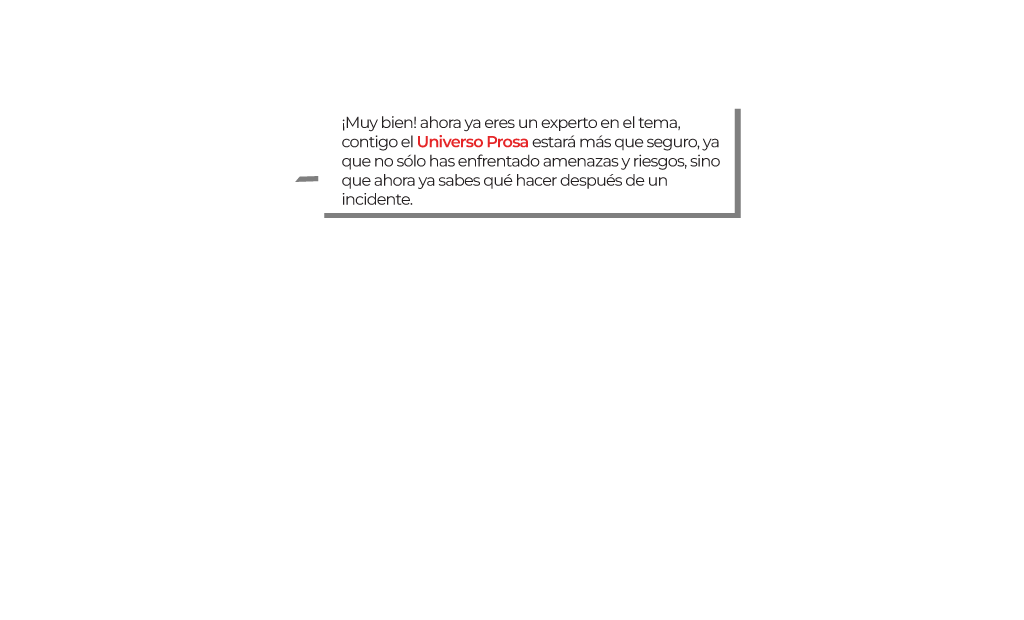 ¡Muy bien! ahora ya eres un experto en el tema,
contigo el Universo Prosa estará más que seguro, ya
que no sólo has enfrentado amenazas y riesgos, sino
que ahora ya sabes qué hacer después de un
incidente.